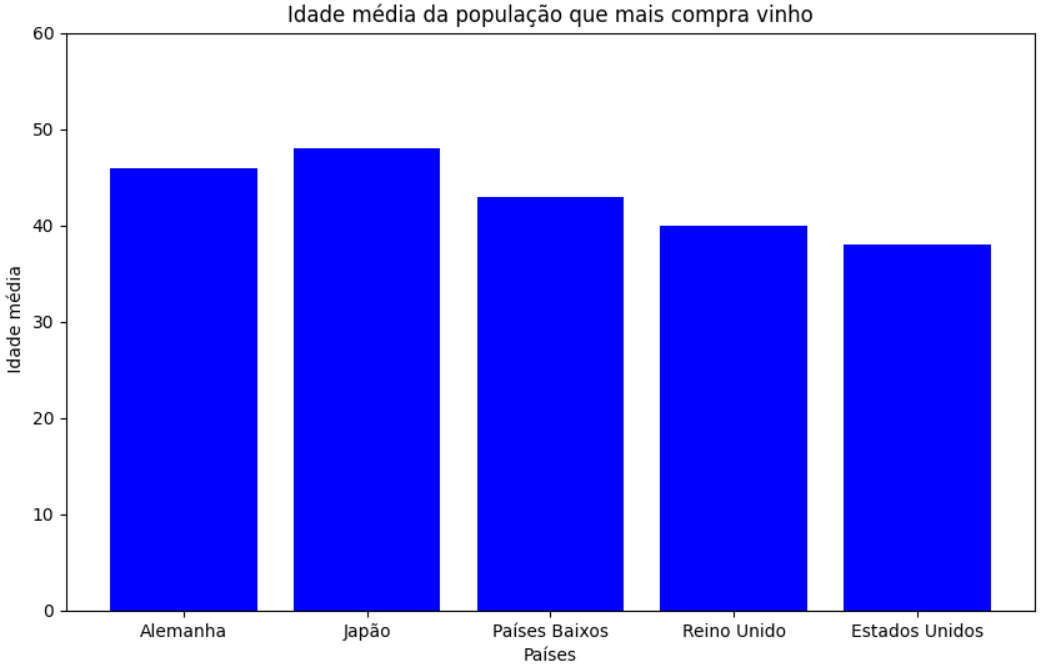 Idade média da população que mais compra vinho
60
50
40
30
20
10
0
Idade média
Alemanha Japão Países Baixos Reino Unido Estados Unidos
Países